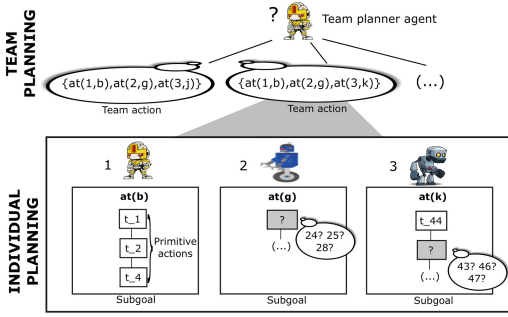 TEAM PLANNING
?
Team planner agent
{at(1,b),at(2,g),at(3,j)}
{at(1,b),at(2,g),at(3,k)}
(...)
Team action
Team action
INDIVIDUAL PLANNING
1
2
3
at(b)
at(g)
at(k)
t_1
t_2
t_4
Primitive
actions
?
(...)
24? 25?
28?
t_44
?
(...)
43? 46?
47?
Subgoal
Subgoal
Subgoal